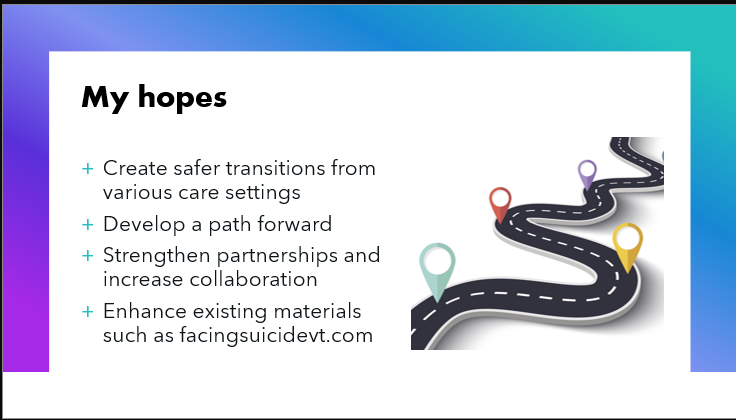 My hopes
+ Create safer transitions from
various care settings
+ Develop a path forward
+ Strengthen partnerships and
increase collaboration
+ Enhance existing materials
such as facingsuicidevt.com